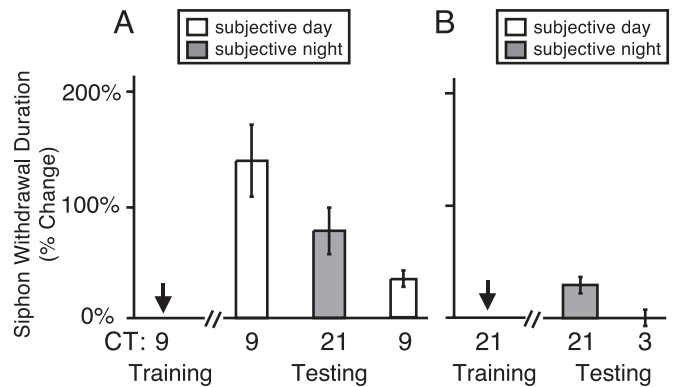 A
subjective day
subjective night
B
subjective day
subjective night
Siphon Withdrawal Duration
(% Change)
200%
100%
0%
CT: 9 9 21 9
Training Testing
21 21 3
Training Testing